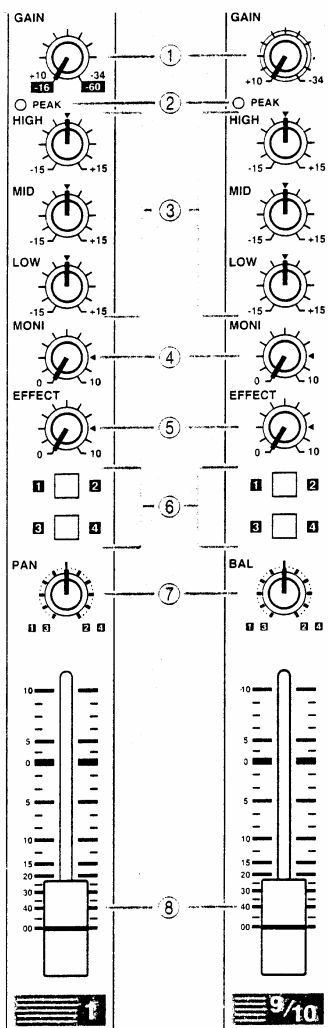 GAIN GAIN
①
+10 -34 +10 -34
-16 -60
PEAK ② PEAK
HIGH HIGH
-15 +15 -15 +15
MID MID
③
-15 +15 -15 +15
LOW LOW
-15 +15 -15 +15
MONI MONI
④
0 10 0 10
EFFECT EFFECT
⑤
0 10 0 10
1 2 1 2
⑥
3 4 3 4
PAN BAL
⑦
1 3 2 4 1 3 2 4
10 10
5 5
0 0
5 5
10 10
15 15
20 20
30 30
40 ⑧ 40
00 00
1 9/10